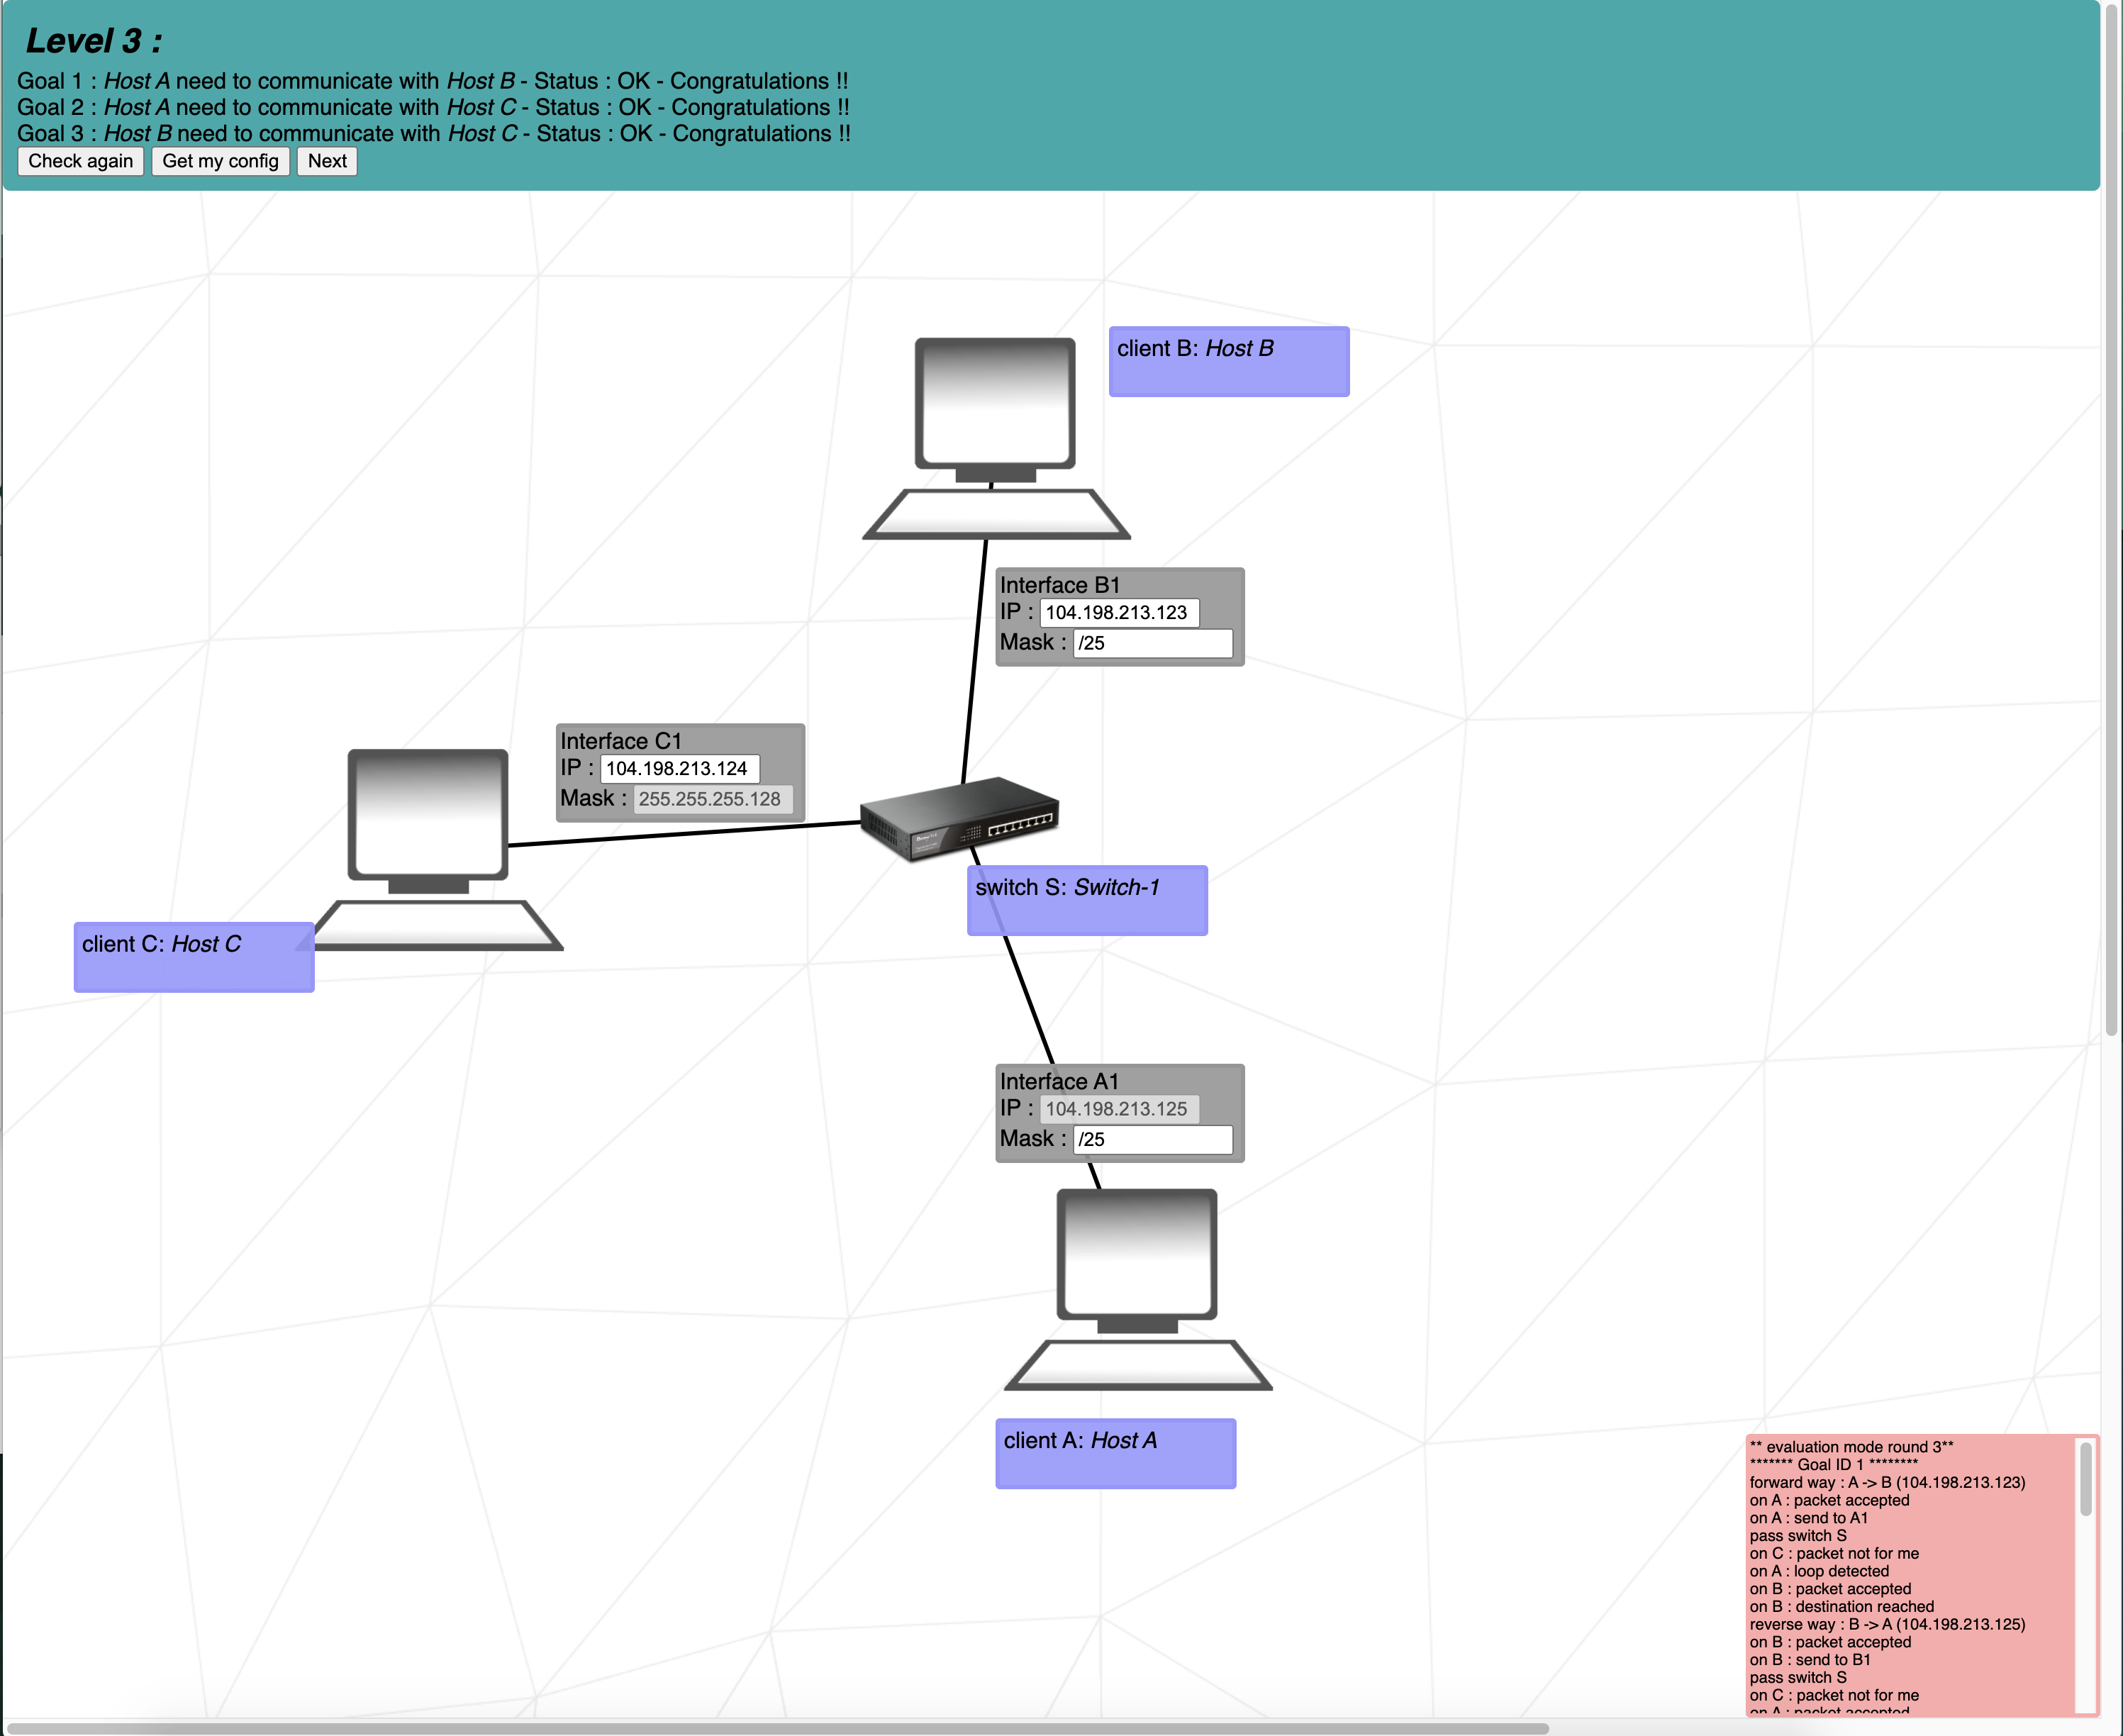 Level 3 :
Goal 1 : Host A need to communicate with Host B - Status : OK - Congratulations !!
Goal 2 : Host A need to communicate with Host C - Status : OK - Congratulations !!
Goal 3 : Host B need to communicate with Host C - Status : OK - Congratulations !!
Check again Get my config Next
client B: Host B
Interface B1
IP : 104.198.213.123
Mask : /25
Interface C1
IP : 104.198.213.124
Mask : 255.255.255.128
switch S: Switch-1
client C: Host C
Interface A1
IP : 104.198.213.125
Mask : /25
client A: Host A
** evaluation mode round 3**
******* Goal ID 1 ********
forward way : A -> B (104.198.213.123)
on A : packet accepted
on A : send to A1
pass switch S
on C : packet not for me
on A : loop detected
on B : packet accepted
on B : destination reached
reverse way : B -> A (104.198.213.125)
on B : packet accepted
on B : send to B1
pass switch S
on C : packet not for me
on A : packet accepted